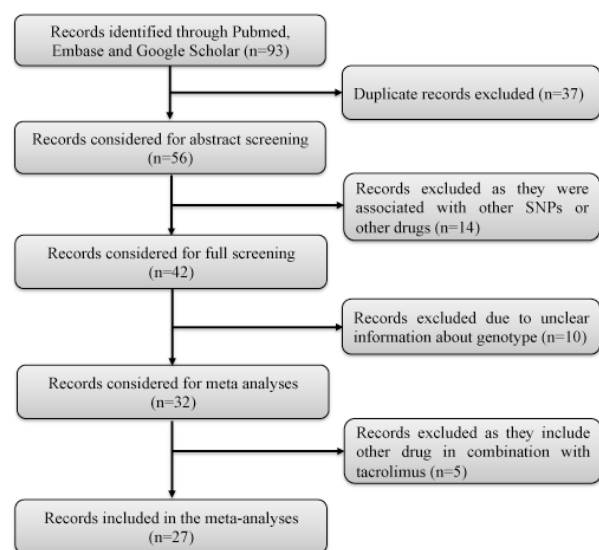 Records identified through Pubmed,
Embase and Google Scholar (n=93)
Duplicate records excluded (n=37)
Records considered for abstract screening
(n=56)
Records excluded as they were
associated with other SNPs or
other drugs (n=14)
Records considered for full screening
(n=42)
Records excluded due to unclear
information about genotype (n=10)
Records considered for meta analyses
(n=32)
Records excluded as they include
other drug in combination with
tacrolimus (n=5)
Records included in the meta-analyses
(n=27)